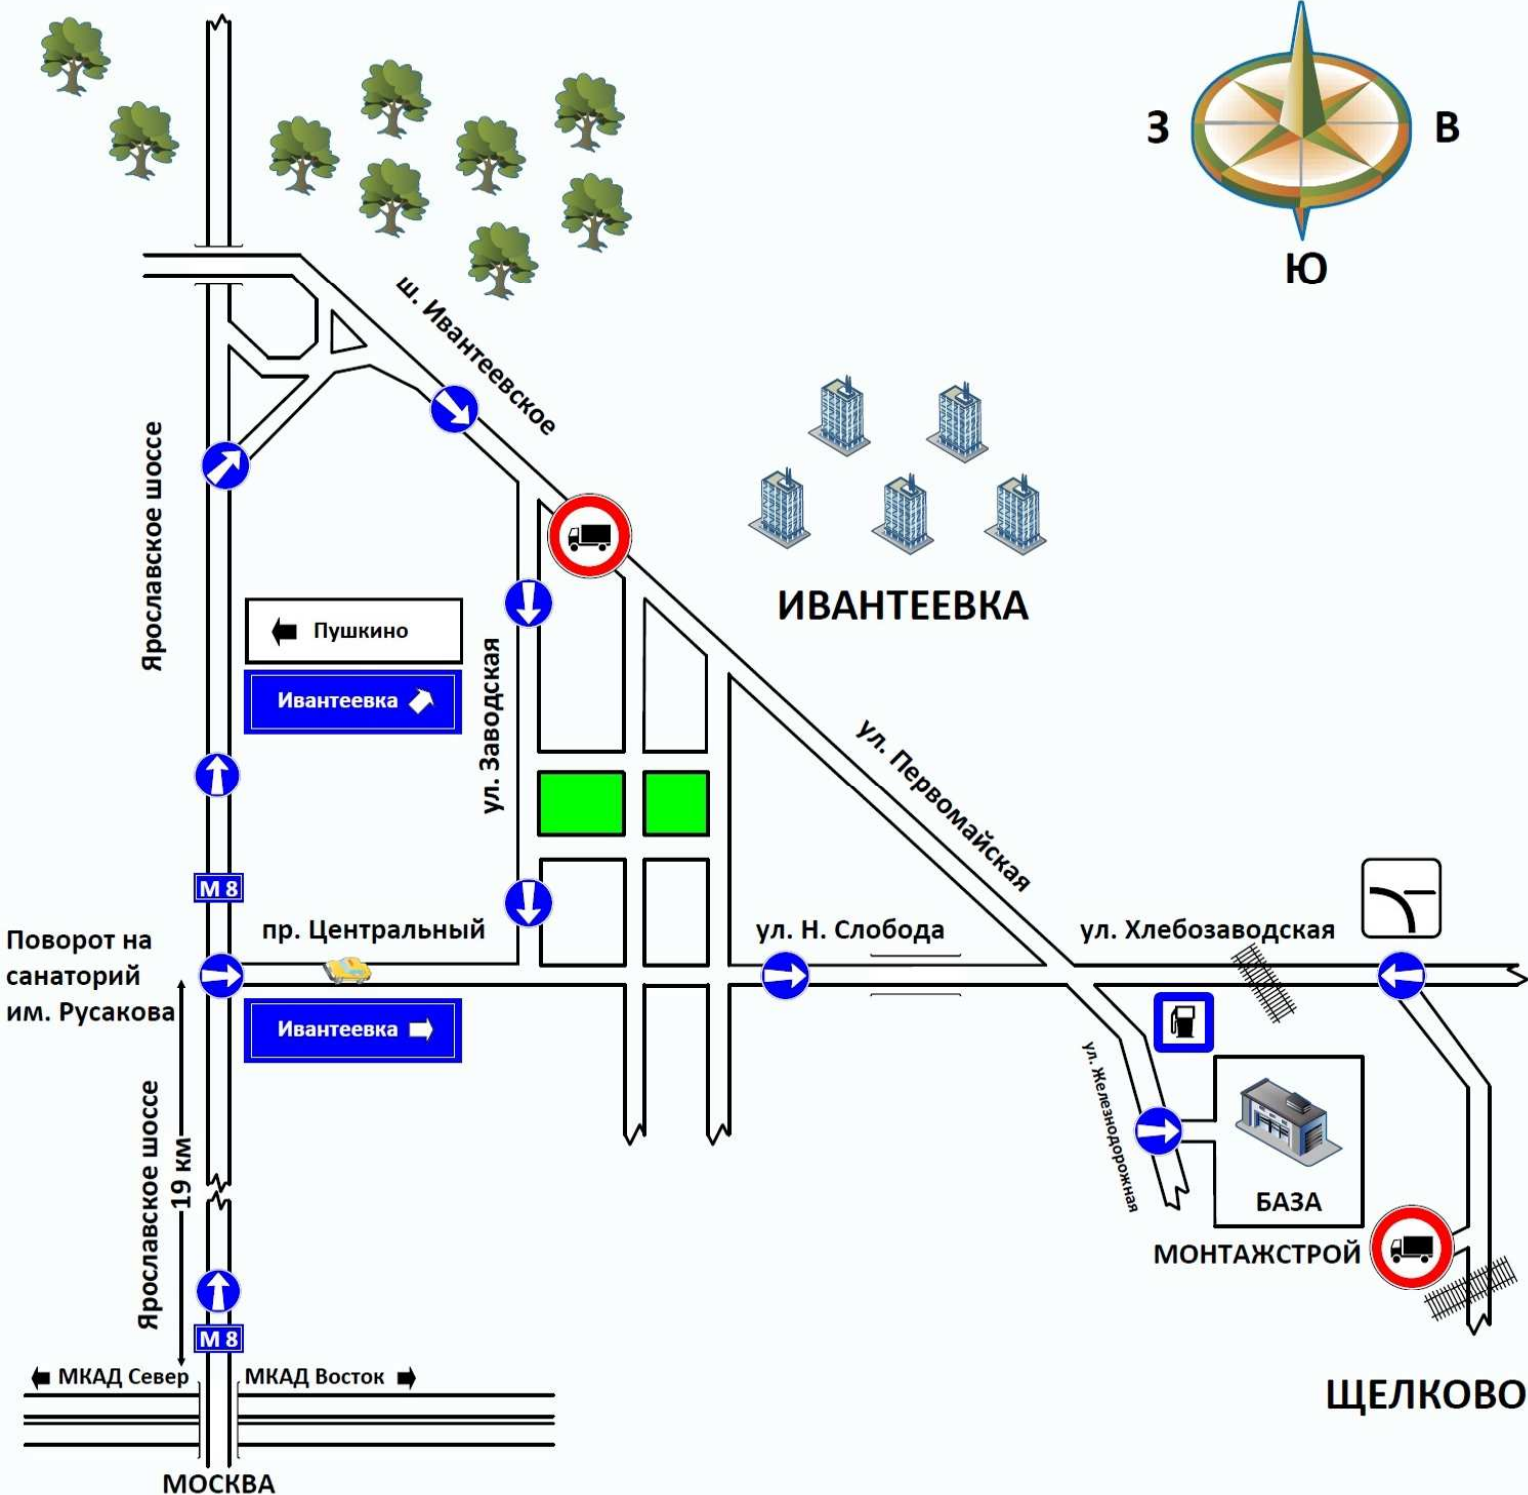 З
В
Ю
ш. Ивантеевское
Ярославское шоссе
Пушкино
Ивантеевка
ИВАНТЕЕВКА
ул. Заводская
ул. Первомайская
М 8
Поворот на
санаторий
им. Русакова
пр. Центральный
ул. Н. Слобода
ул. Хлебозаводская
Ивантеевка
ул. Железнодорожная
Ярославское шоссе
19 км
БАЗА
МОНТАЖСТРОЙ
М 8
МКАД Север
МКАД Восток
ЩЕЛКОВО
МОСКВА